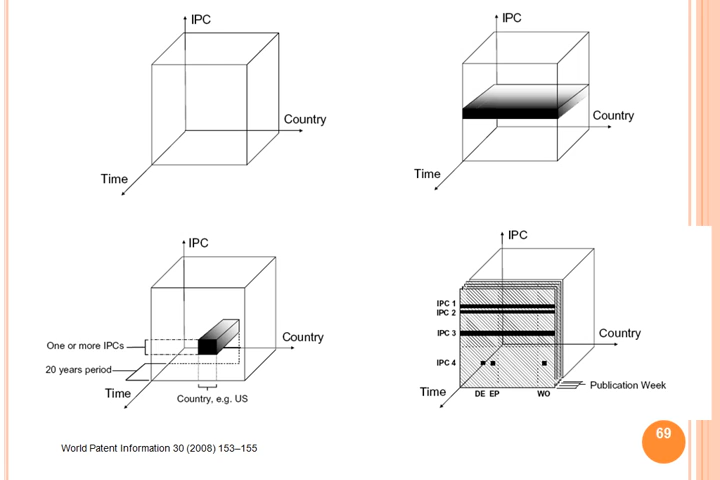 IPC
Country
Time
IPC
Country
Time
IPC
One or more IPCs
Country
20 years period
Time
Country, e.g. US
IPC
IPC 1
IPC 2
IPC 3
Country
IPC 4
Publication Week
Time
DE EP WO
69
World Patent Information 30 (2008) 153–155